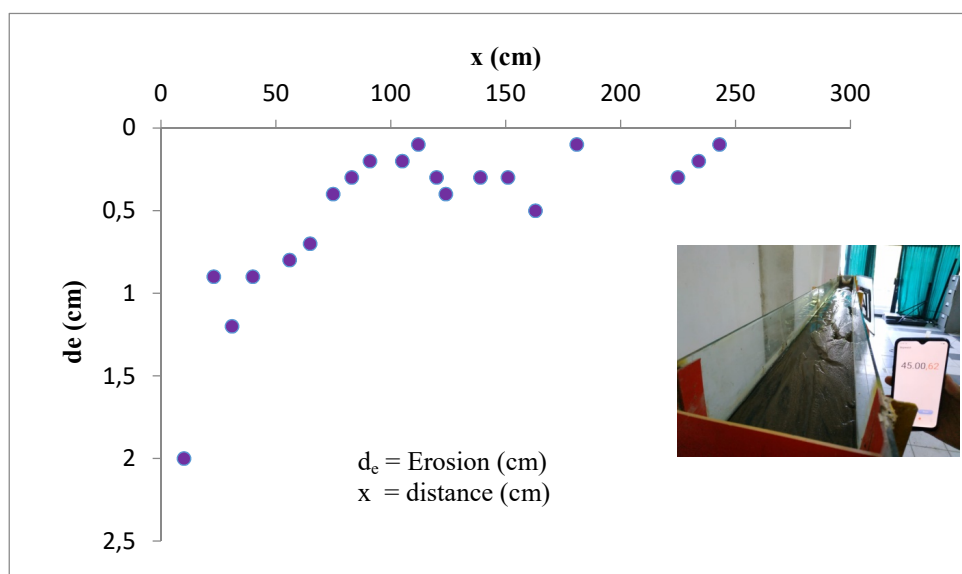 x (cm)
0 50 100 150 200 250 300
0
0,5
1
1,5
2
2,5
de (cm)
dₑ = Erosion (cm)
x = distance (cm)
45.00,62